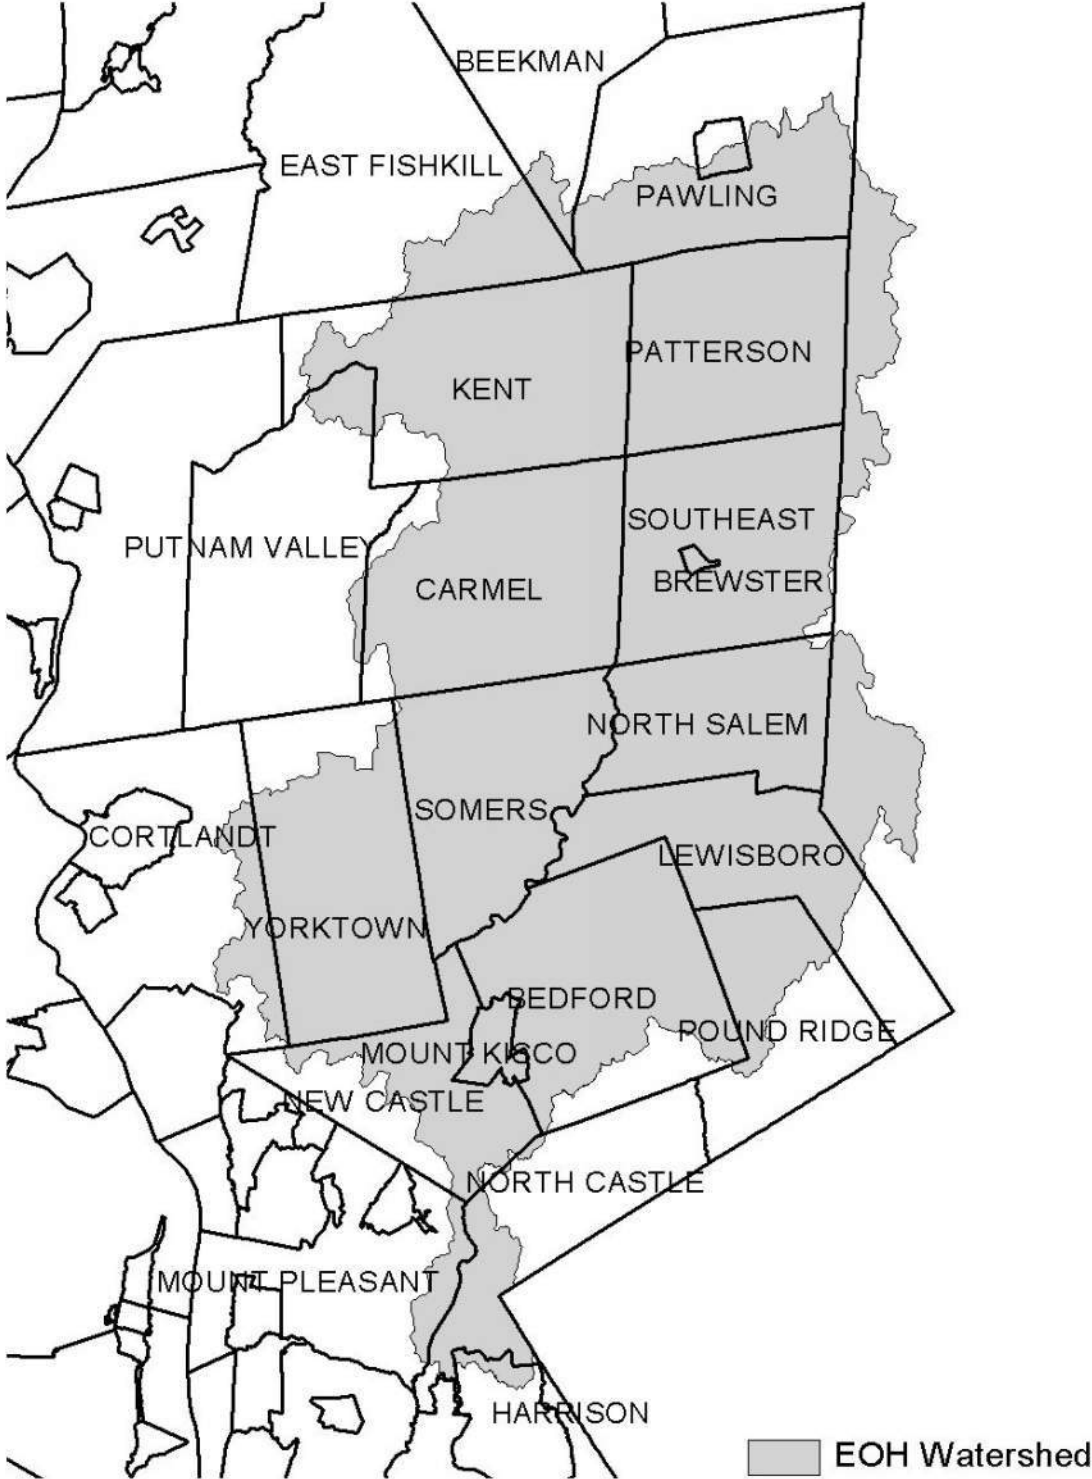 BEEKMAN
EAST FISHKILL
PAWLING
PATTERSON
KENT
SOUTHEAST
PUTNAM VALLEY
BREWSTER
CARMEL
NORTH SALEM
SOMERS
CORTLANDT
LEWISBORO
YORKTOWN
BEDFORD
POUND RIDGE
MOUNT KISCO
NEW CASTLE
NORTH CASTLE
MOUNT PLEASANT
HARRISON
EOH Watershed